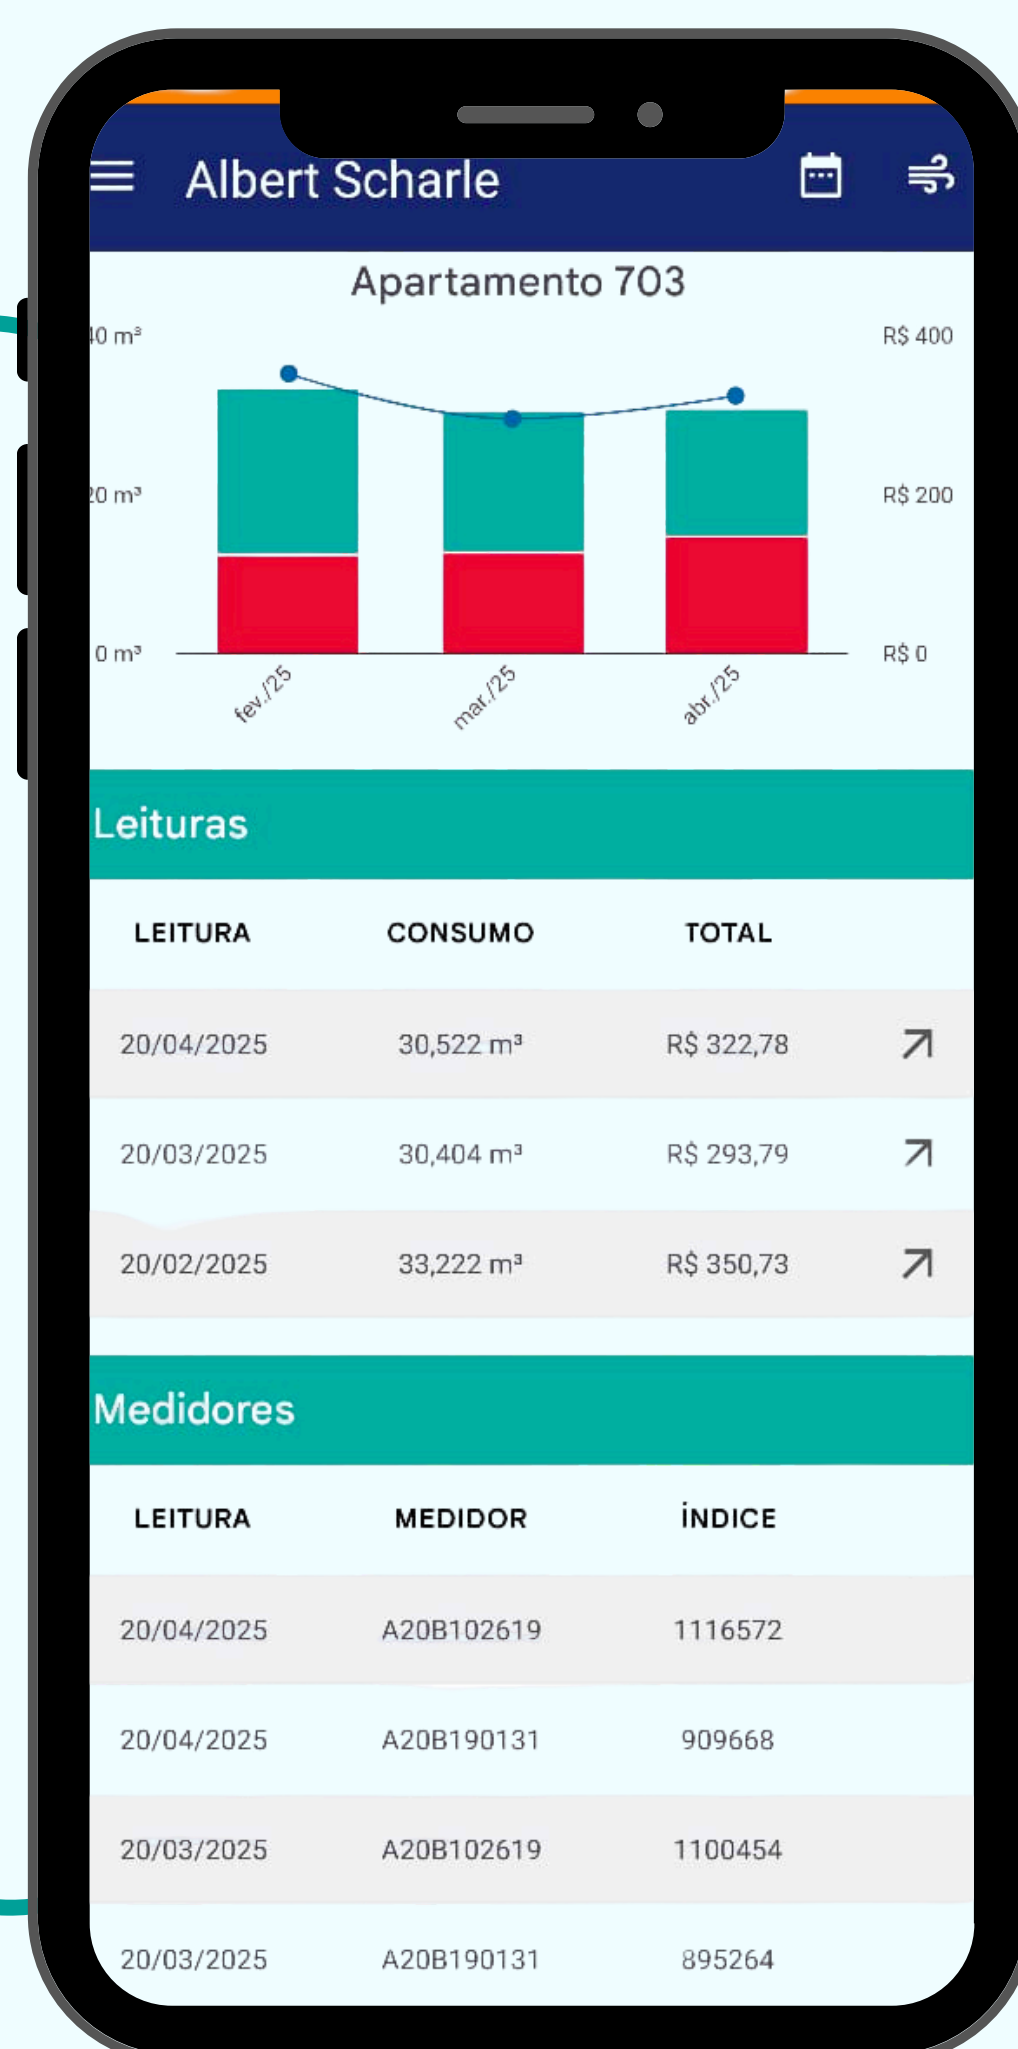 Albert Scharle
Apartamento 703
40 m³ R$ 400
20 m³ R$ 200
0 m³ R$ 0
fev./25 mar./25 abr./25
Leituras
LEITURA CONSUMO TOTAL
20/04/2025 30,522 m³ R$ 322,78
20/03/2025 30,404 m³ R$ 293,79
20/02/2025 33,222 m³ R$ 350,73
Medidores
LEITURA MEDIDOR ÍNDICE
20/04/2025 A20B102619 1116572
20/04/2025 A20B190131 909668
20/03/2025 A20B102619 1100454
20/03/2025 A20B190131 895264